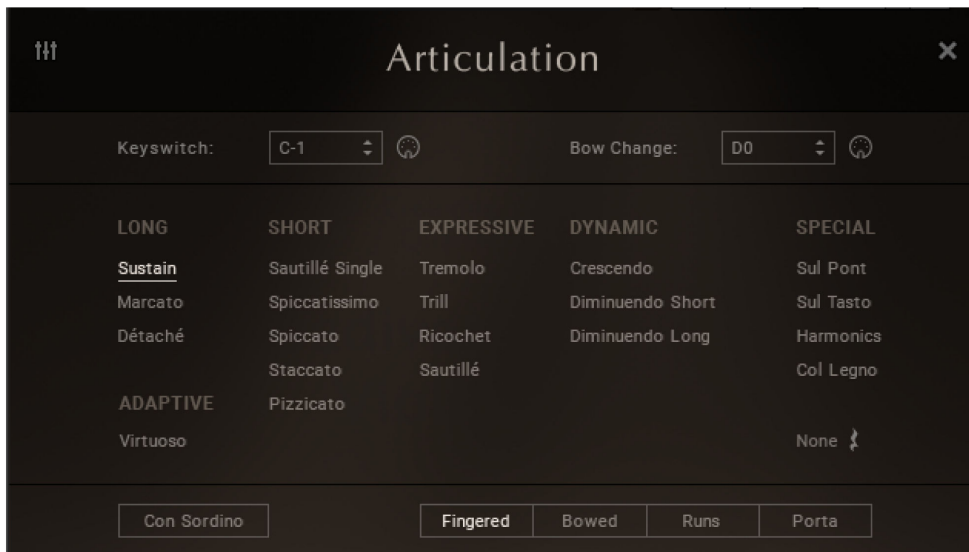 Articulation
Keyswitch: C-1 Bow Change: D0
LONG SHORT EXPRESSIVE DYNAMIC SPECIAL
Sustain Sautillé Single Tremolo Crescendo Sul Pont
Marcato Spiccatissimo Trill Diminuendo Short Sul Tasto
Détaché Spiccato Ricochet Diminuendo Long Harmonics
Staccato Sautillé Col Legno
ADAPTIVE Pizzicato
Virtuoso None
Con Sordino Fingered Bowed Runs Porta